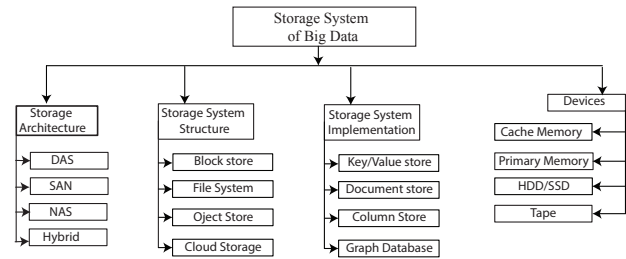 Storage System
of Big Data
Storage
Architecture
DAS
SAN
NAS
Hybrid
Storage System
Structure
Block store
File System
Oject Store
Cloud Storage
Storage System
Implementation
Key/Value store
Document store
Column Store
Graph Database
Devices
Cache Memory
Primary Memory
HDD/SSD
Tape